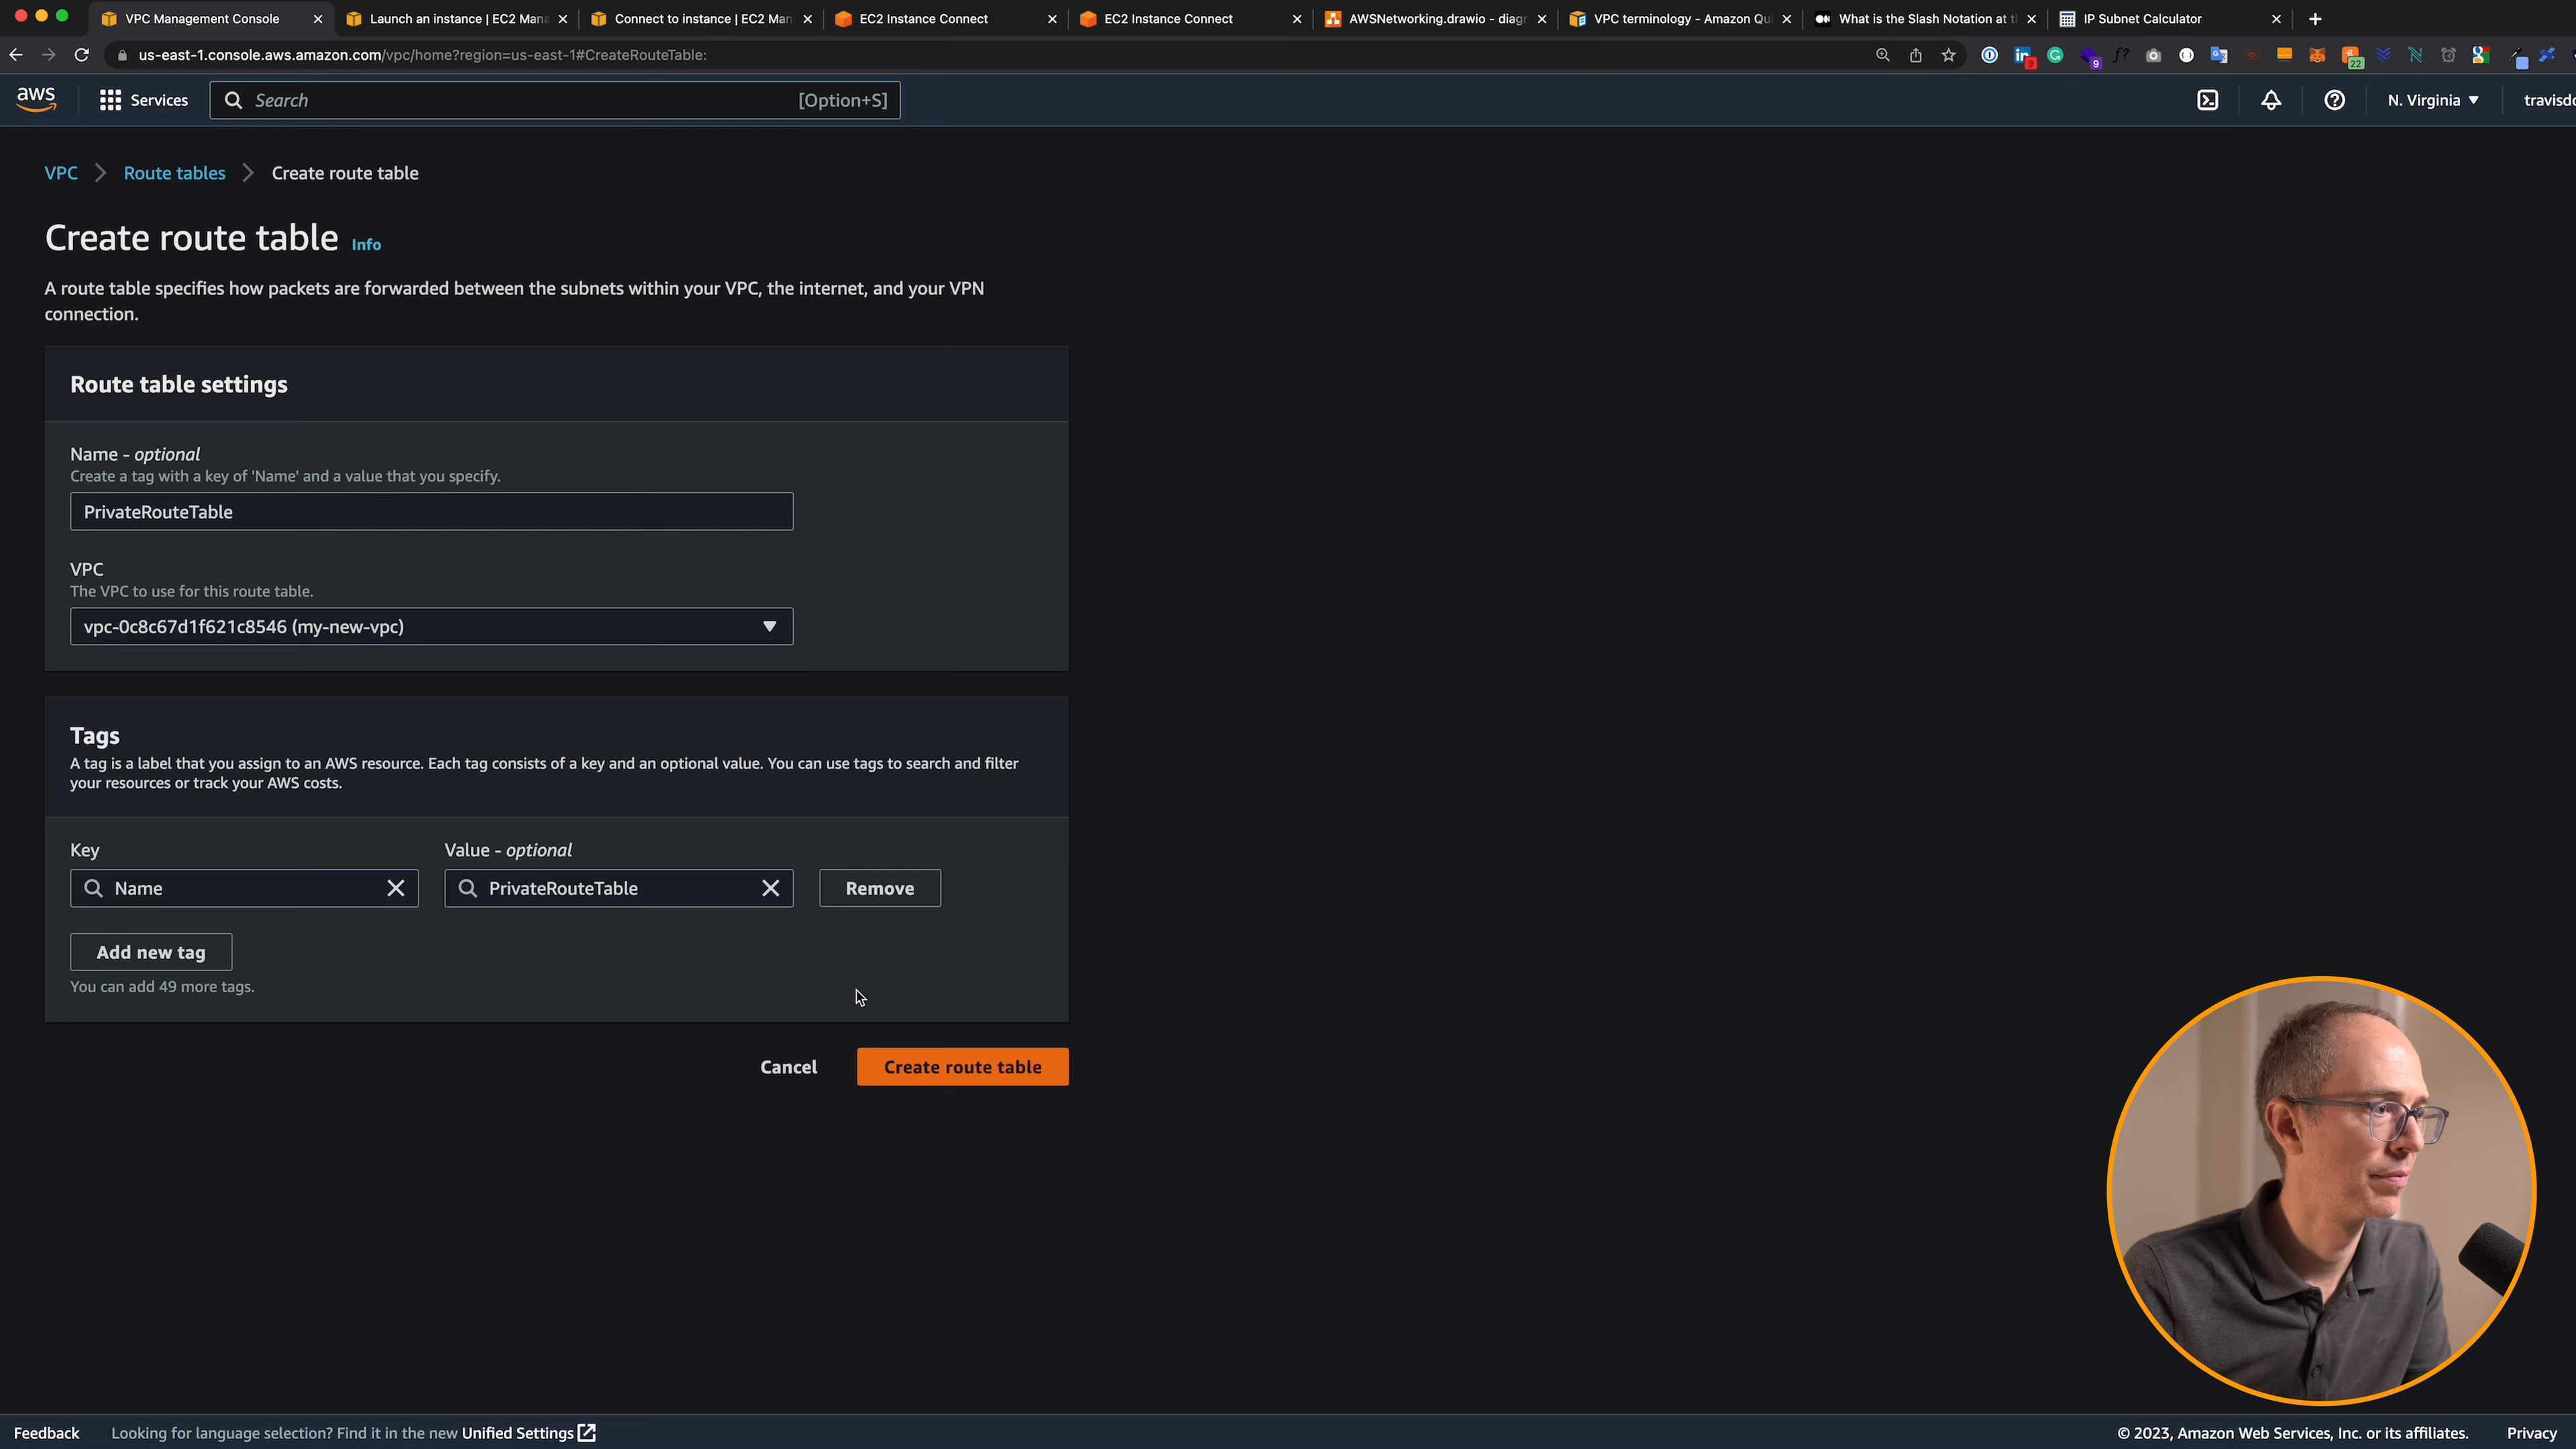 VPC Management Console
Launch an instance | EC2 Mana
Connect to instance | EC2 Man
EC2 Instance Connect
EC2 Instance Connect
AWSNetworking.drawio - diagr
VPC terminology - Amazon Qui
What is the Slash Notation at th
IP Subnet Calculator
us-east-1.console.aws.amazon.com/vpc/home?region=us-east-1#CreateRouteTable:
9
9
22
aws
Services
Search
[Option+S]
N. Virginia
travisdc
VPC
Route tables
Create route table
Create route table Info
A route table specifies how packets are forwarded between the subnets within your VPC, the internet, and your VPN
connection.
Route table settings
Name - optional
Create a tag with a key of 'Name' and a value that you specify.
PrivateRouteTable
VPC
The VPC to use for this route table.
vpc-0c8c67d1f621c8546 (my-new-vpc)
Tags
A tag is a label that you assign to an AWS resource. Each tag consists of a key and an optional value. You can use tags to search and filter
your resources or track your AWS costs.
Key
Value - optional
Name
PrivateRouteTable
Remove
Add new tag
You can add 49 more tags.
Cancel
Create route table
Feedback
Looking for language selection? Find it in the new Unified Settings
© 2023, Amazon Web Services, Inc. or its affiliates.
Privacy